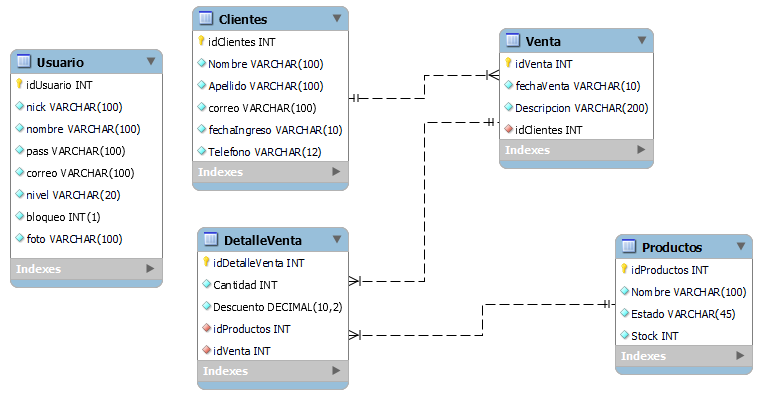 Usuario
idUsuario INT
nick VARCHAR(100)
nombre VARCHAR(100)
pass VARCHAR(100)
correo VARCHAR(100)
nivel VARCHAR(20)
bloqueo INT(1)
foto VARCHAR(100)
Indexes
Clientes
idClientes INT
Nombre VARCHAR(100)
Apellido VARCHAR(100)
correo VARCHAR(100)
fechaIngreso VARCHAR(10)
Telefono VARCHAR(12)
Indexes
Venta
idVenta INT
fechaVenta VARCHAR(10)
Descripcion VARCHAR(200)
idClientes INT
Indexes
DetalleVenta
idDetalleVenta INT
Cantidad INT
Descuento DECIMAL(10,2)
idProductos INT
idVenta INT
Indexes
Productos
idProductos INT
Nombre VARCHAR(100)
Estado VARCHAR(45)
Stock INT
Indexes